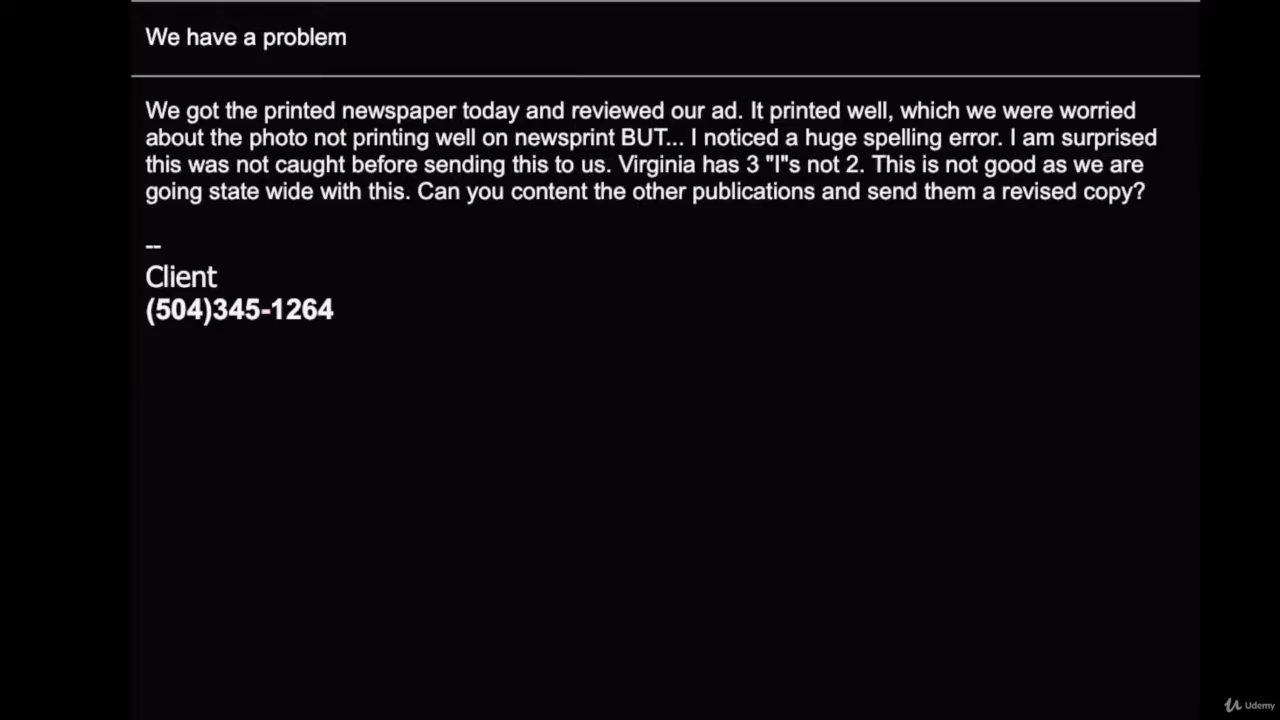 We have a problem
We got the printed newspaper today and reviewed our ad. It printed well, which we were worried
about the photo not printing well on newsprint BUT... I noticed a huge spelling error. I am surprised
this was not caught before sending this to us. Virginia has 3 "I"s not 2. This is not good as we are
going state wide with this. Can you content the other publications and send them a revised copy?
--
Client
(504)345-1264
Udemy